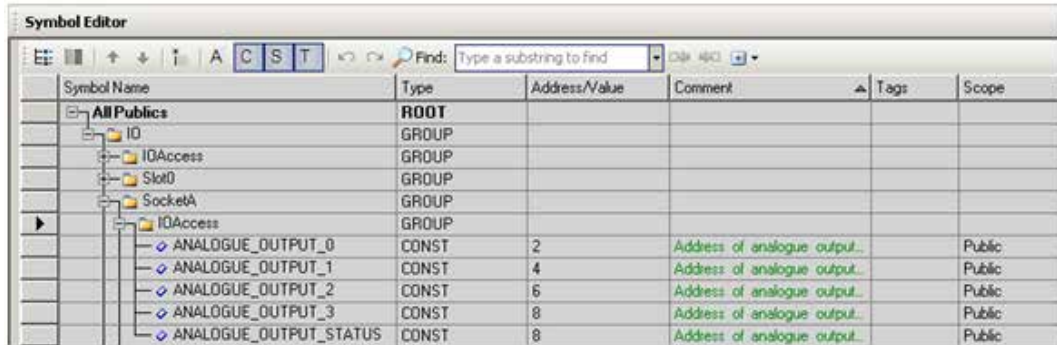 Symbol Editor
A C S T Find: Type a substring to find
Symbol Name Type Address/Value Comment Tags Scope
All Publics ROOT
IO GROUP
IOAccess GROUP
Slot0 GROUP
SocketA GROUP
IOAccess GROUP
ANALOGUE_OUTPUT_0 CONST 2 Address of analogue output... Public
ANALOGUE_OUTPUT_1 CONST 4 Address of analogue output... Public
ANALOGUE_OUTPUT_2 CONST 6 Address of analogue output... Public
ANALOGUE_OUTPUT_3 CONST 8 Address of analogue output... Public
ANALOGUE_OUTPUT_STATUS CONST 8 Address of analogue output... Public